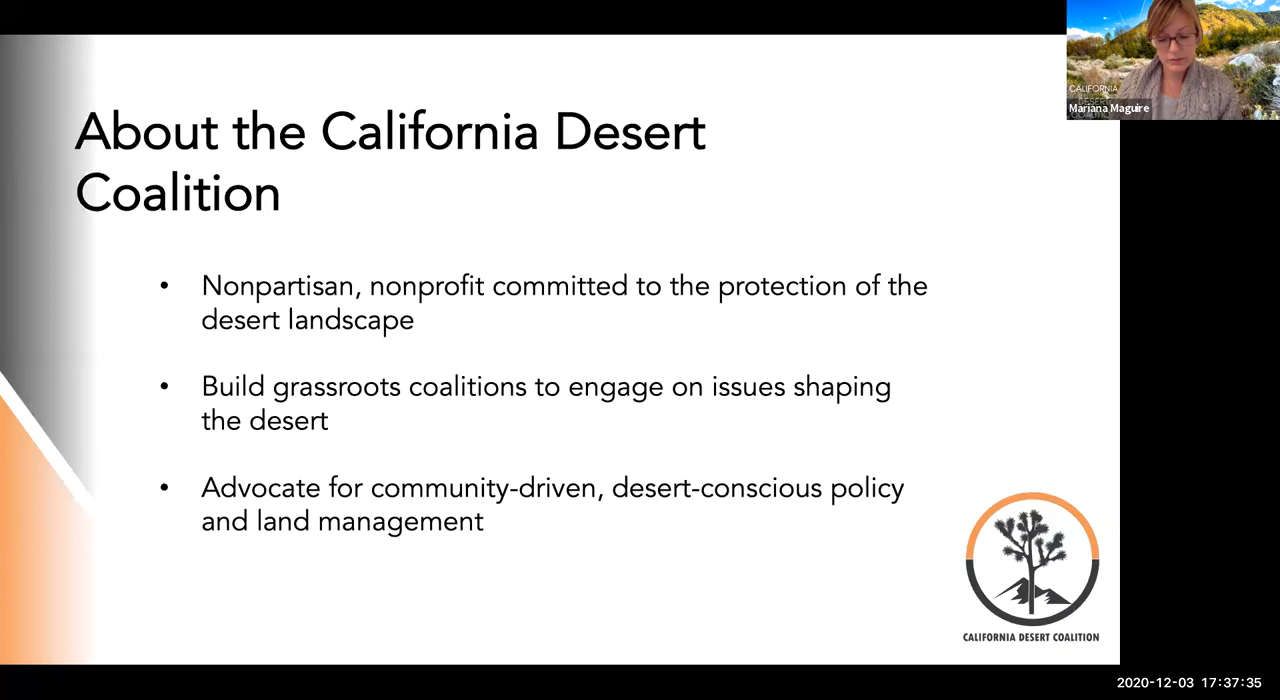 About the California Desert
Coalition
• Nonpartisan, nonprofit committed to the protection of the
desert landscape
• Build grassroots coalitions to engage on issues shaping
the desert
• Advocate for community-driven, desert-conscious policy
and land management
CALIFORNIA DESERT COALITION
CALIFORNIA
DESERT
COALITION
Mariana Maguire
2020-12-03 17:37:35